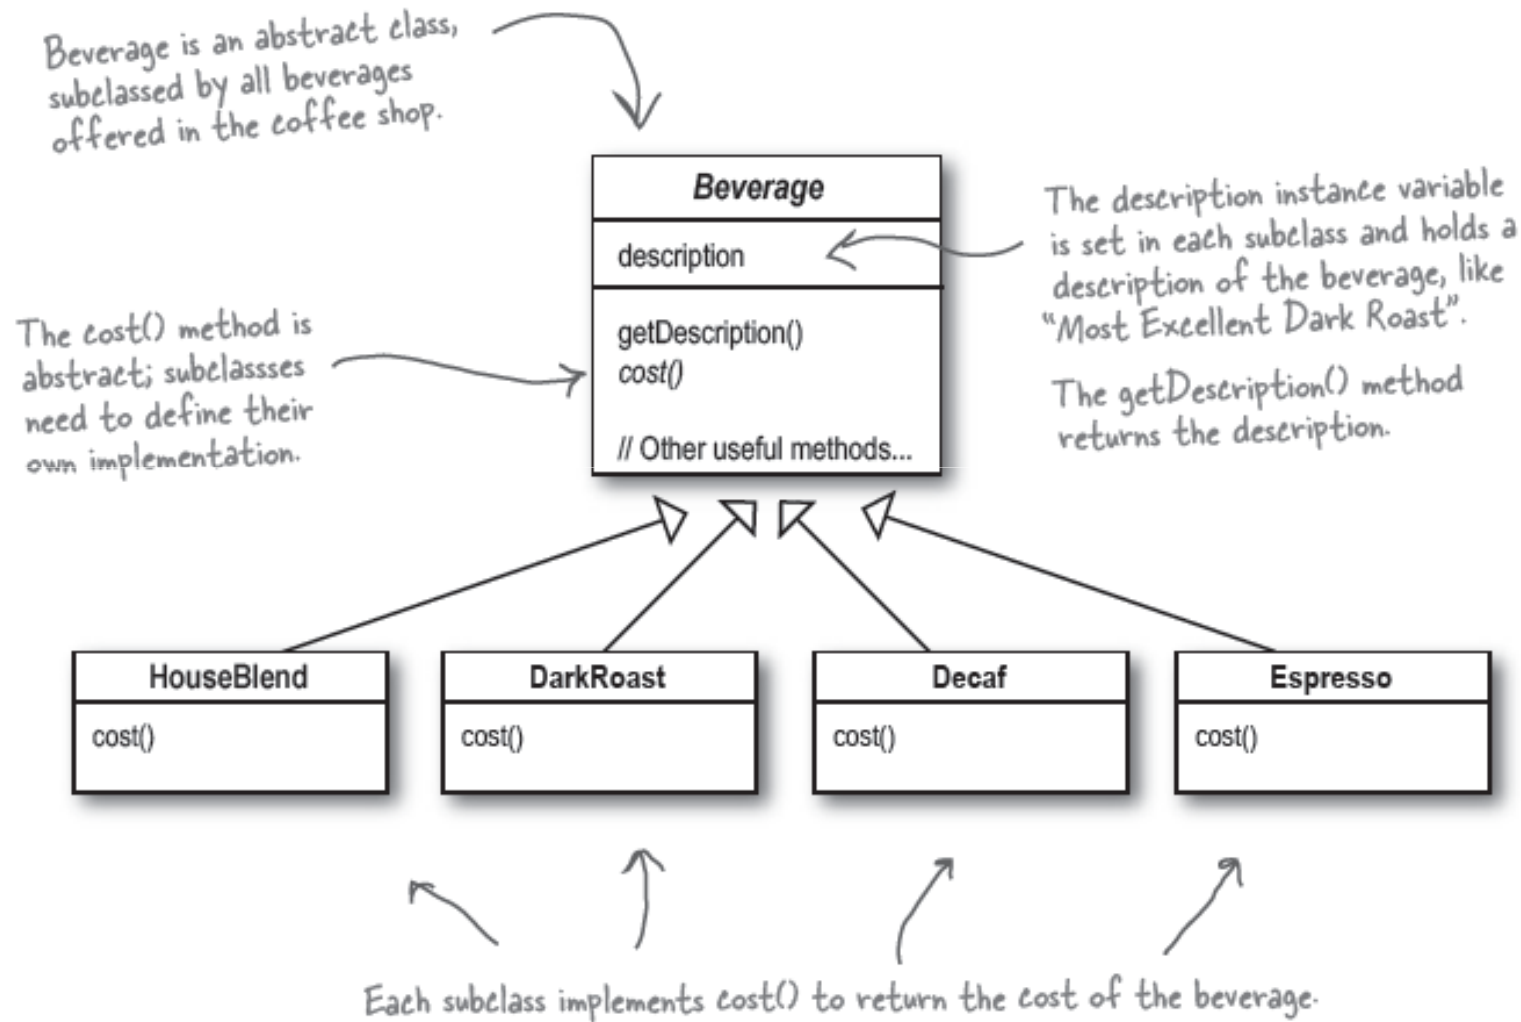 Beverage is an abstract class,
subclassed by all beverages
offered in the coffee shop.
Beverage
description
getDescription()
cost()
// Other useful methods...
The description instance variable
is set in each subclass and holds a
description of the beverage, like
“Most Excellent Dark Roast”.
The getDescription() method
returns the description.
The cost() method is
abstract; subclassses
need to define their
own implementation.
HouseBlend
cost()
DarkRoast
cost()
Decaf
cost()
Espresso
cost()
Each subclass implements cost() to return the cost of the beverage.